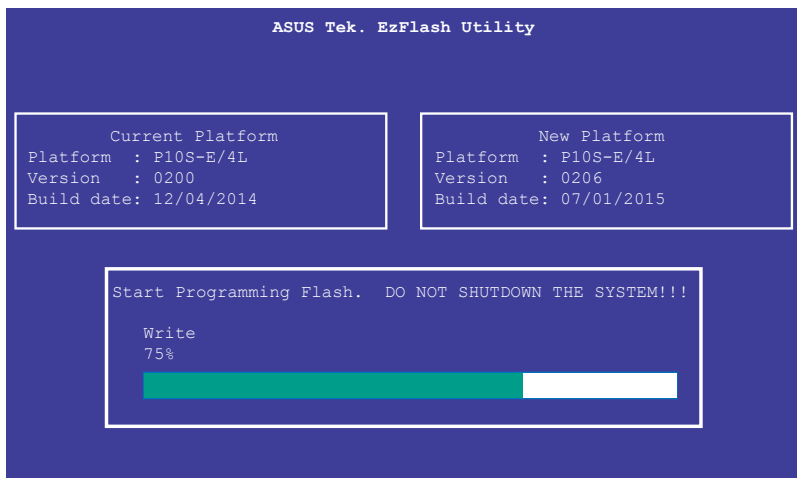 ASUS Tek. EzFlash Utility
Current Platform
Platform : P10S-E/4L
Version : 0200
Build date: 12/04/2014
New Platform
Platform : P10S-E/4L
Version : 0206
Build date: 07/01/2015
Start Programming Flash. DO NOT SHUTDOWN THE SYSTEM!!!
Write
75%